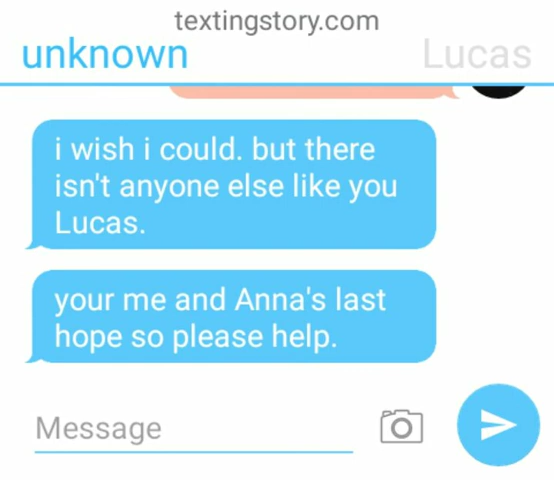 textingstory.com
unknown
Lucas
i wish i could. but there
isn't anyone else like you
Lucas.
your me and Anna's last
hope so please help.
Message